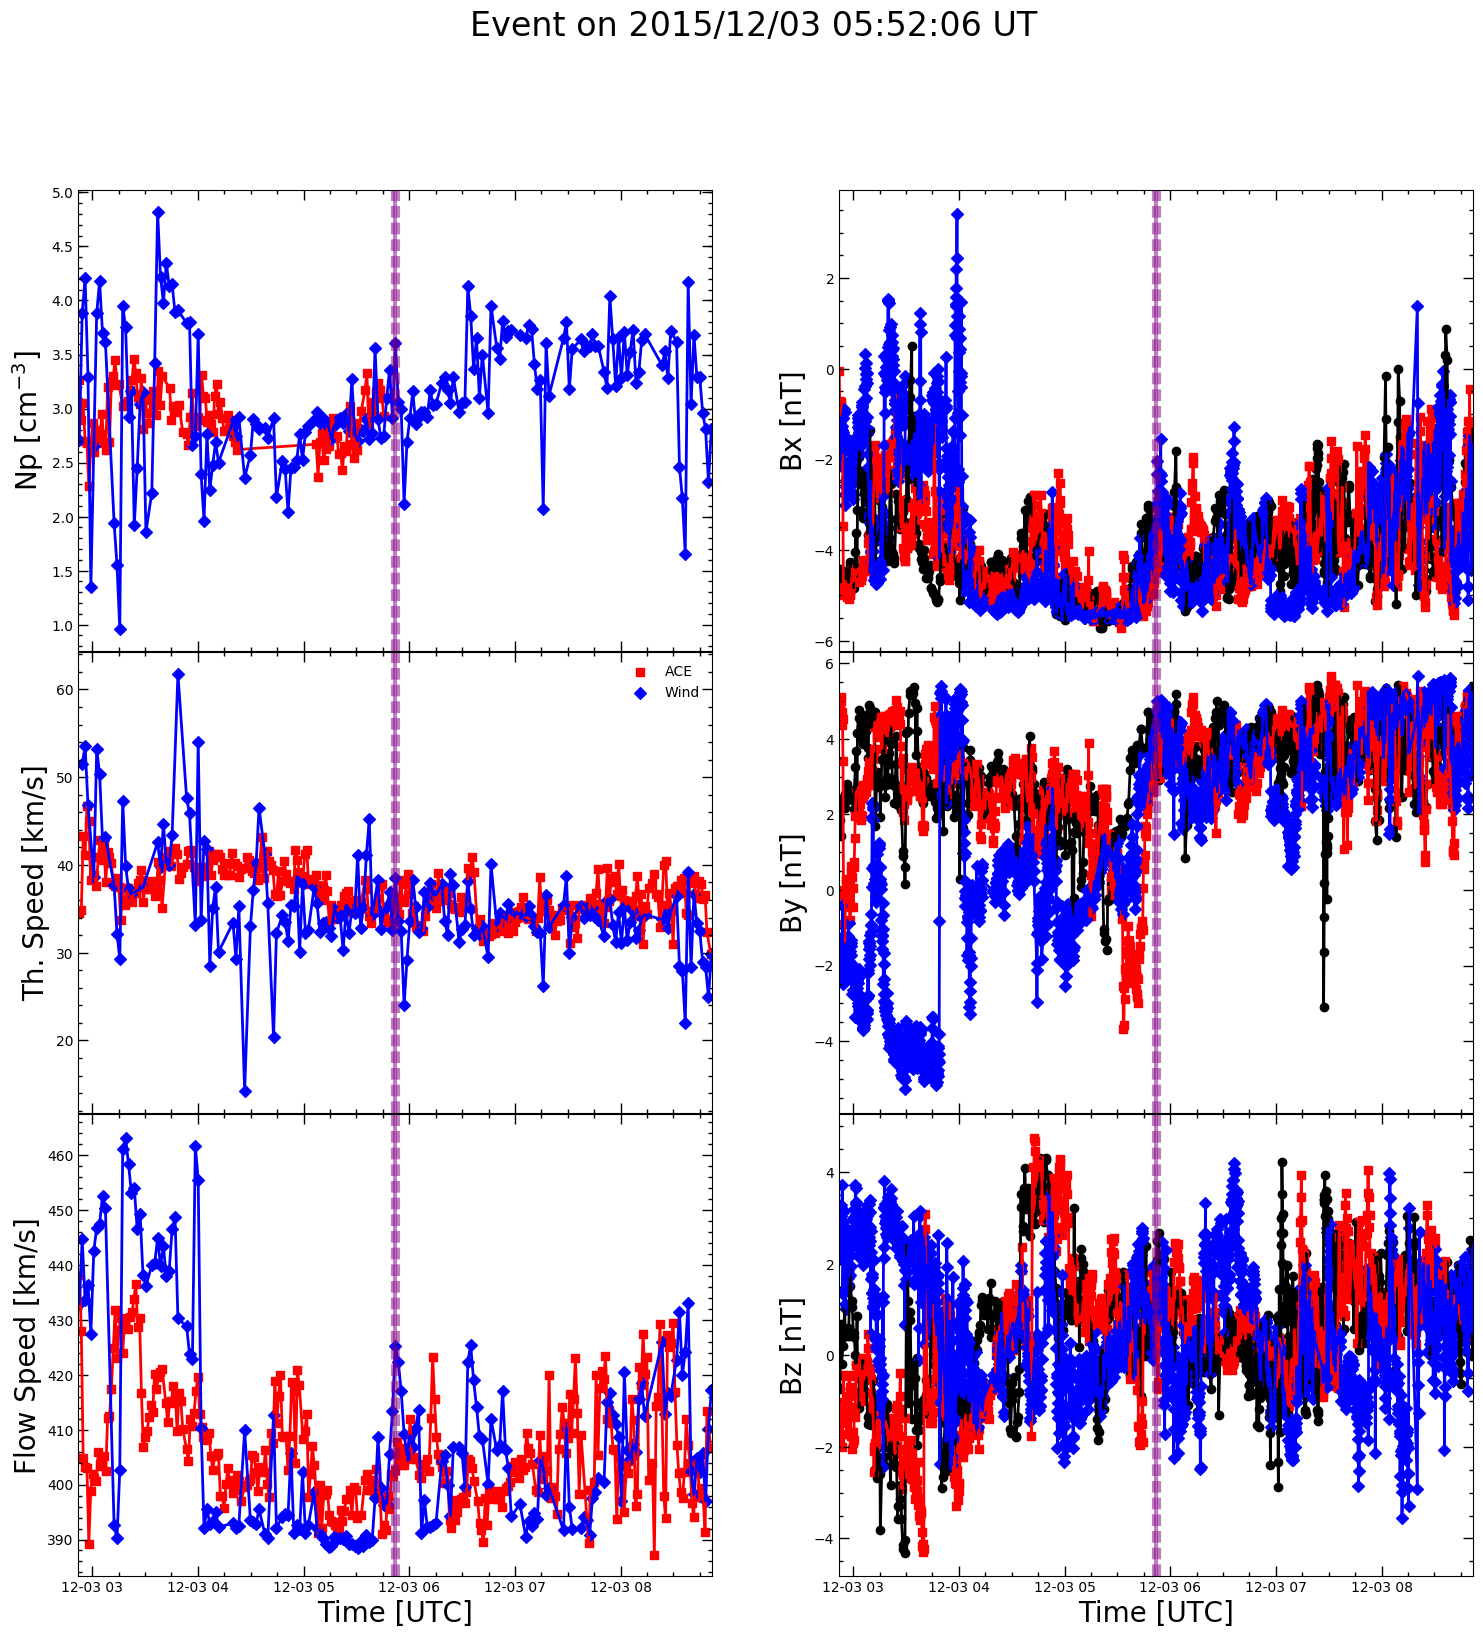 Event on 2015/12/03 05:52:06 UT
Np [cm⁻³]
5.0
4.5
4.0
3.5
3.0
2.5
2.0
1.5
1.0
Th. Speed [km/s]
60
50
40
30
20
ACE
Wind
Flow Speed [km/s]
460
450
440
430
420
410
400
390
12-03 03 12-03 04 12-03 05 12-03 06 12-03 07 12-03 08
Time [UTC]
Bx [nT]
2
0
−2
−4
−6
By [nT]
6
4
2
0
−2
−4
Bz [nT]
4
2
0
−2
−4
12-03 03 12-03 04 12-03 05 12-03 06 12-03 07 12-03 08
Time [UTC]